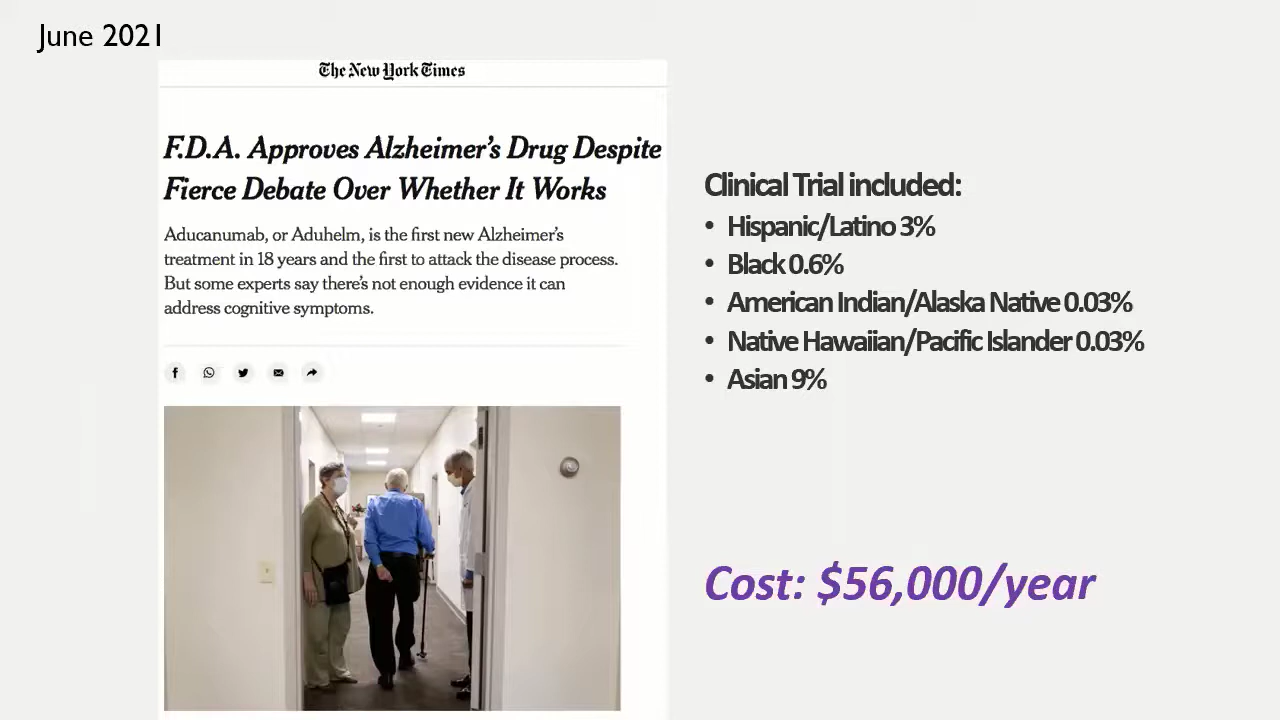 June 2021
The New York Times
F.D.A. Approves Alzheimer's Drug Despite
Fierce Debate Over Whether It Works
Aducanumab, or Aduhelm, is the first new Alzheimer's
treatment in 18 years and the first to attack the disease process.
But some experts say there's not enough evidence it can
address cognitive symptoms.
Clinical Trial included:
• Hispanic/Latino 3%
• Black 0.6%
• American Indian/Alaska Native 0.03%
• Native Hawaiian/Pacific Islander 0.03%
• Asian 9%
Cost: $56,000/year